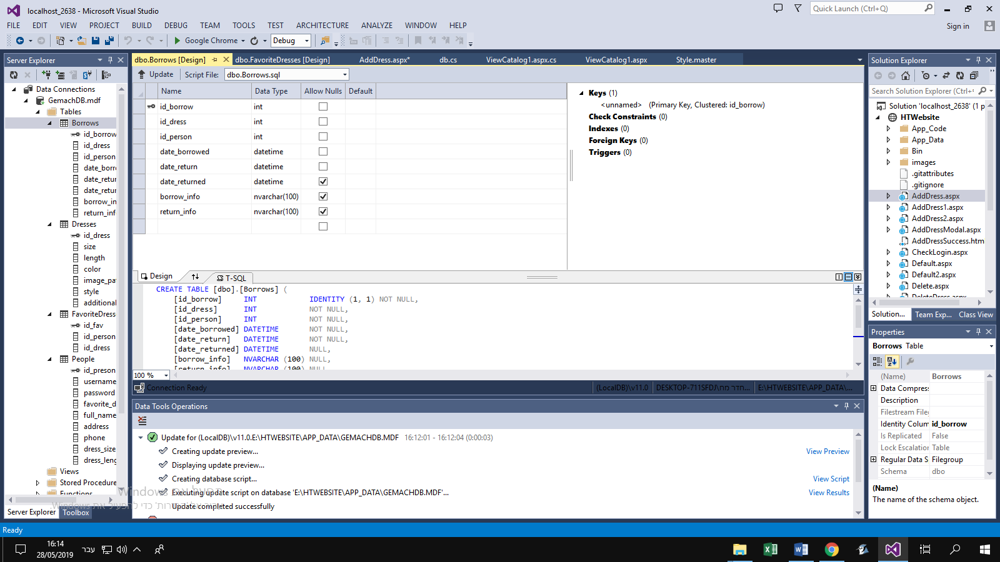 localhost_2638 - Microsoft Visual Studio
Quick Launch (Ctrl+Q)
FILE EDIT VIEW PROJECT BUILD DEBUG TEAM TOOLS TEST ARCHITECTURE ANALYZE WINDOW HELP
Sign in
Google Chrome
Debug
Server Explorer
Data Connections
GemachDB.mdf
Tables
Borrows
id_borrow
id_dress
id_person
date_borr
date_retur
date_retur
borrow_in
return_inf
Dresses
id_dress
size
length
color
image_pa
style
additional
FavoriteDress
id_fav
id_person
id_dress
People
id_preson
username
password
favorite_d
full_name
address
phone
dress_size
dress_leng
Views
Stored Procedure
Functions
Server Explorer
Toolbox
dbo.Borrows [Design]
dbo.FavoriteDresses [Design]
AddDress.aspx*
db.cs
ViewCatalog1.aspx.cs
ViewCatalog1.aspx
Style.master
Update
Script File:
dbo.Borrows.sql
Name Data Type Allow Nulls Default
id_borrow int
id_dress int
id_person int
date_borrowed datetime
date_return datetime
date_returned datetime
borrow_info nvarchar(100)
return_info nvarchar(100)
Keys (1)
<unnamed> (Primary Key, Clustered: id_borrow)
Check Constraints (0)
Indexes (0)
Foreign Keys (0)
Triggers (0)
Design
T-SQL
CREATE TABLE [dbo].[Borrows] (
[id_borrow] INT IDENTITY (1, 1) NOT NULL,
[id_dress] INT NOT NULL,
[id_person] INT NOT NULL,
[date_borrowed] DATETIME NOT NULL,
[date_return] DATETIME NOT NULL,
[date_returned] DATETIME NULL,
[borrow_info] NVARCHAR (100) NULL,
[return_info] NVARCHAR (100) NULL
100 %
Connection Ready
(LocalDB)\v11.0
DESKTOP-711SFDJ\חדר מח...
E:\HTWEBSITE\APP_DATA\...
Data Tools Operations
Update for (LocalDB)\v11.0.E:\HTWEBSITE\APP_DATA\GEMACHDB.MDF 16:12:01 - 16:12:04 (0:00:03)
Creating update preview... View Preview
Displaying update preview...
Creating database script... View Script
Executing update script on database 'E:\HTWEBSITE\APP_DATA\GEMACHDB.MDF'... View Results
Update completed successfully
הפעל את Windows
Solution Explorer
Search Solution Explorer (Ctrl+
Solution 'localhost_2638' (1 p
HTWebsite
App_Code
App_Data
Bin
images
.gitattributes
.gitignore
AddDress.aspx
AddDress1.aspx
AddDress2.aspx
AddDressModal.aspx
AddDressSuccess.htm
CheckLogin.aspx
Default.aspx
Default2.aspx
Delete.aspx
DeleteDress.aspx
Solution...
Team Exp...
Class View
Properties
Borrows Table
(Name) Borrows
Data Compress
Description
Filestream File
Identity Colum id_borrow
Is Replicated False
Lock Escalation Table
Regular Data S Filegroup
Schema dbo
(Name)
The name of the schema object.
Ready
16:14
28/05/2019
עבר